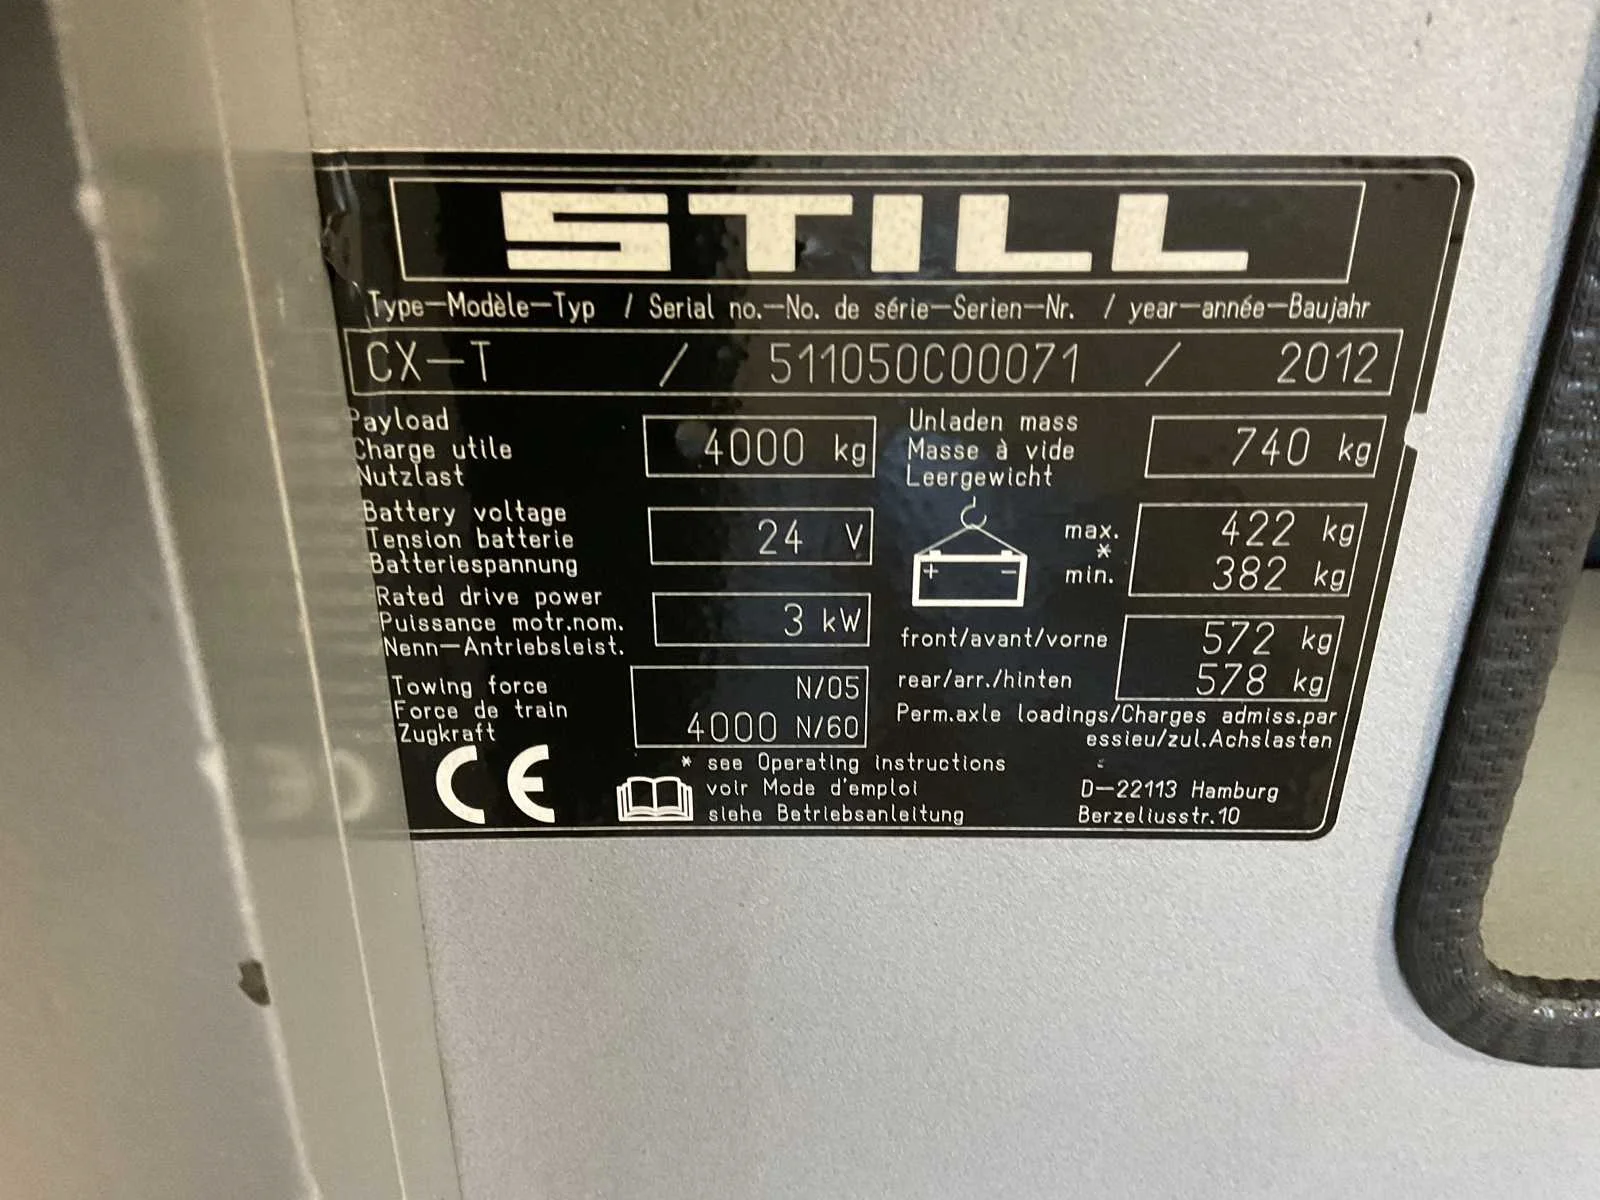 STILL
Type—Modèle—Typ / Serial no.—No. de série—Serien—Nr. / year—année—Baujahr
CX—T / 511050C00071 / 2012
Payload
Charge utile
Nutzlast
4000 kg
Unladen mass
Masse à vide
Leergewicht
740 kg
Battery voltage
Tension batterie
Batteriespannung
24 V
+ −
max. 422 kg
*
min. 382 kg
Rated drive power
Puissance motr.nom.
Nenn—Antriebsleist.
3 kW
front/avant/vorne 572 kg
rear/arr./hinten 578 kg
Perm.axle loadings/Charges admiss.par
essieu/zul.Achslasten
Towing force
Force de train
Zugkraft
N/05
4000 N/60
CE
* see Operating instructions
voir Mode d'emploi
siehe Betriebsanleitung
D—22113 Hamburg
Berzeliusstr.10